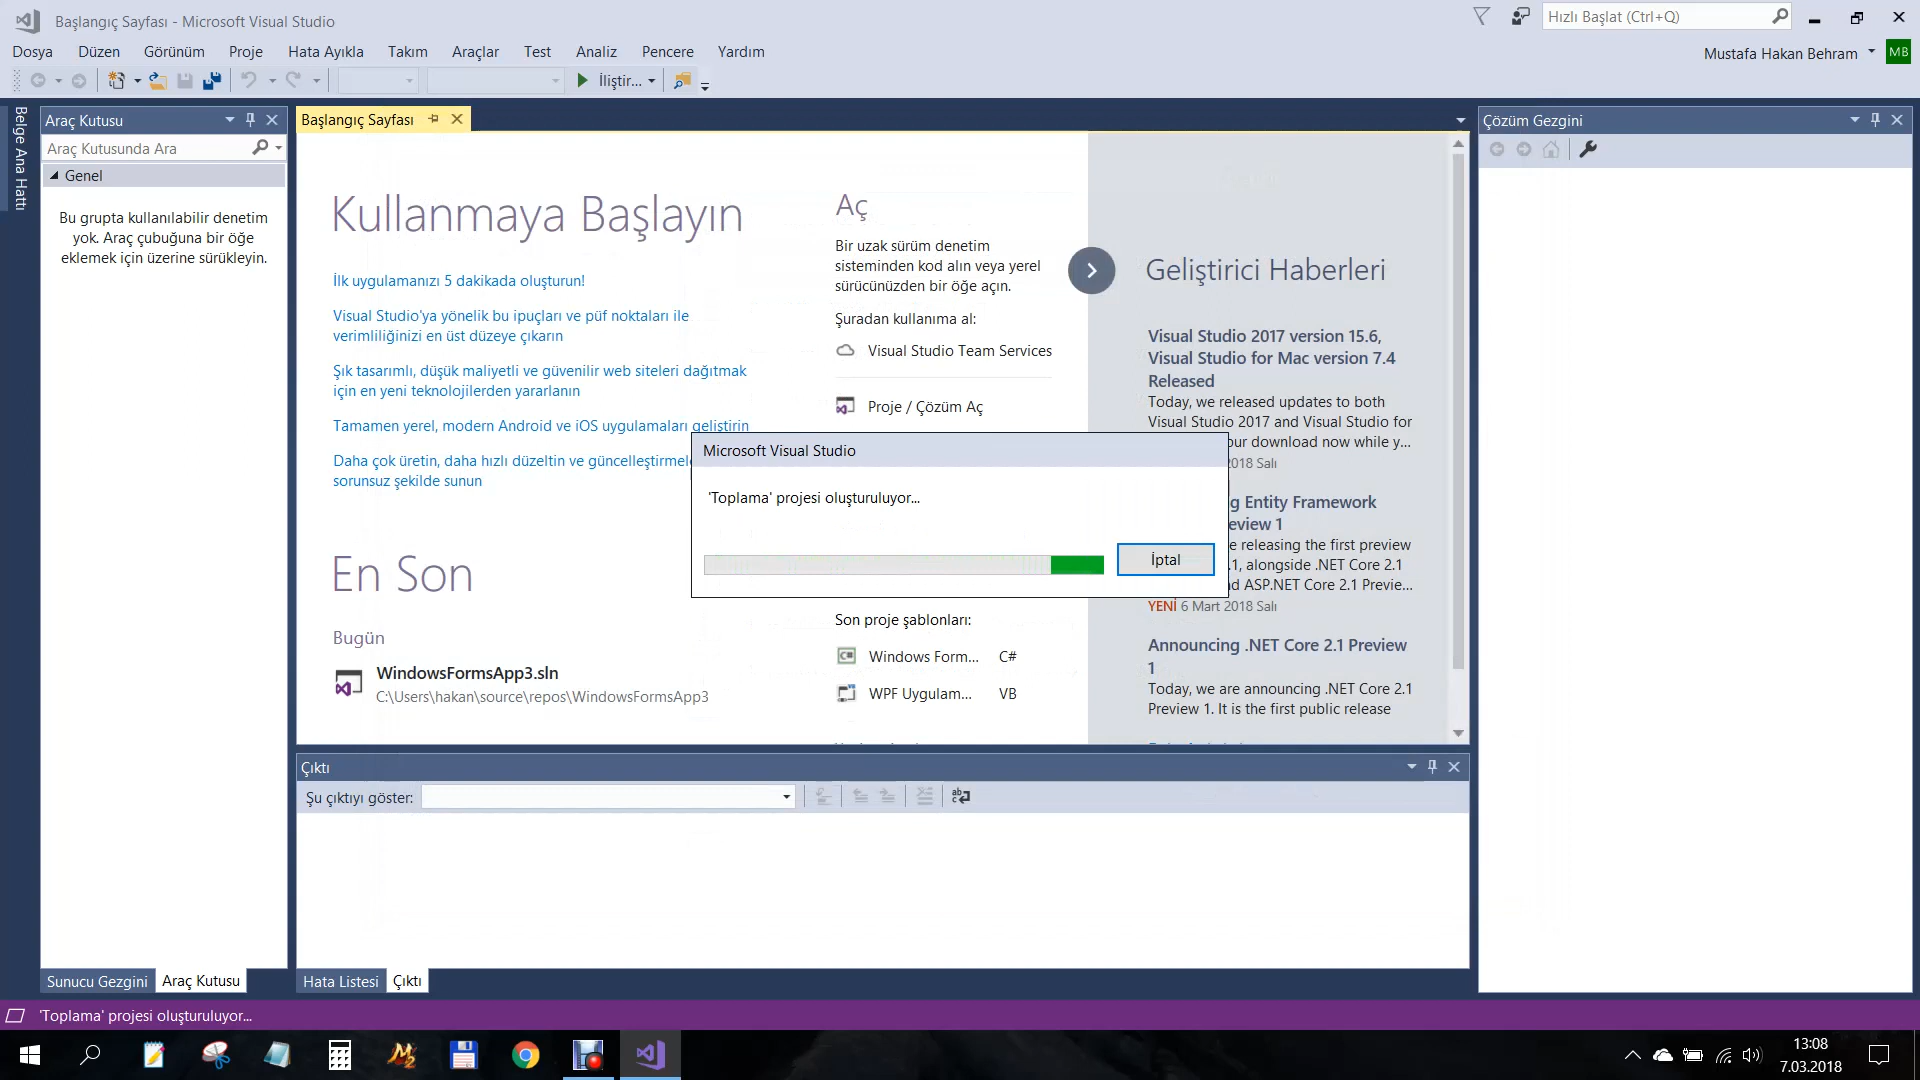 Başlangıç Sayfası - Microsoft Visual Studio
Hızlı Başlat (Ctrl+Q)
Dosya Düzen Görünüm Proje Hata Ayıkla Takım Araçlar Test Analiz Pencere Yardım
Mustafa Hakan Behram MB
İliştir...
Belge Ana Hattı
Araç Kutusu
Araç Kutusunda Ara
Genel
Bu grupta kullanılabilir denetim
yok. Araç çubuğuna bir öğe
eklemek için üzerine sürükleyin.
Sunucu Gezgini Araç Kutusu
Başlangıç Sayfası
Kullanmaya Başlayın
İlk uygulamanızı 5 dakikada oluşturun!
Visual Studio'ya yönelik bu ipuçları ve püf noktaları ile
verimliliğinizi en üst düzeye çıkarın
Şık tasarımlı, düşük maliyetli ve güvenilir web siteleri dağıtmak
için en yeni teknolojilerden yararlanın
Tamamen yerel, modern Android ve iOS uygulamaları geliştirin
Daha çok üretin, daha hızlı düzeltin ve güncelleştirmele
sorunsuz şekilde sunun
En Son
Bugün
WindowsFormsApp3.sln
C:\Users\hakan\source\repos\WindowsFormsApp3
Aç
Bir uzak sürüm denetim
sisteminden kod alın veya yerel
sürücünüzden bir öğe açın.
Şuradan kullanıma al:
Visual Studio Team Services
Proje / Çözüm Aç
Son proje şablonları:
Windows Form... C#
WPF Uygulam... VB
Geliştirici Haberleri
Visual Studio 2017 version 15.6,
Visual Studio for Mac version 7.4
Released
Today, we released updates to both
Visual Studio 2017 and Visual Studio for
our download now while y...
2018 Salı
g Entity Framework
eview 1
e releasing the first preview
.1, alongside .NET Core 2.1
d ASP.NET Core 2.1 Previe...
YENİ 6 Mart 2018 Salı
Announcing .NET Core 2.1 Preview
1
Today, we are announcing .NET Core 2.1
Preview 1. It is the first public release
Microsoft Visual Studio
'Toplama' projesi oluşturuluyor...
İptal
Çıktı
Şu çıktıyı göster:
Hata Listesi Çıktı
Çözüm Gezgini
'Toplama' projesi oluşturuluyor...
13:08
7.03.2018